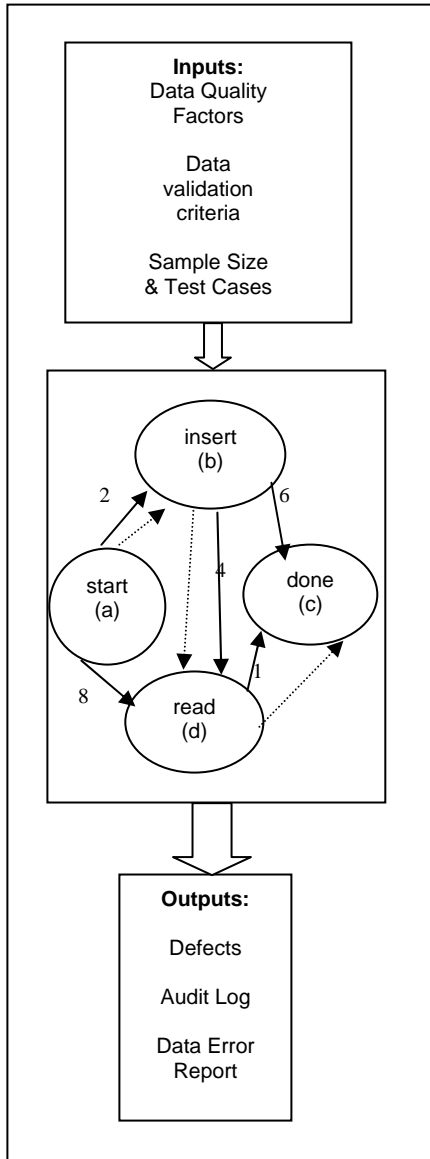 Inputs:
Data Quality
Factors
Data
validation
criteria
Sample Size
& Test Cases
insert
(b)
2
6
start
(a)
4
done
(c)
8
read
(d)
1
Outputs:
Defects
Audit Log
Data Error
Report